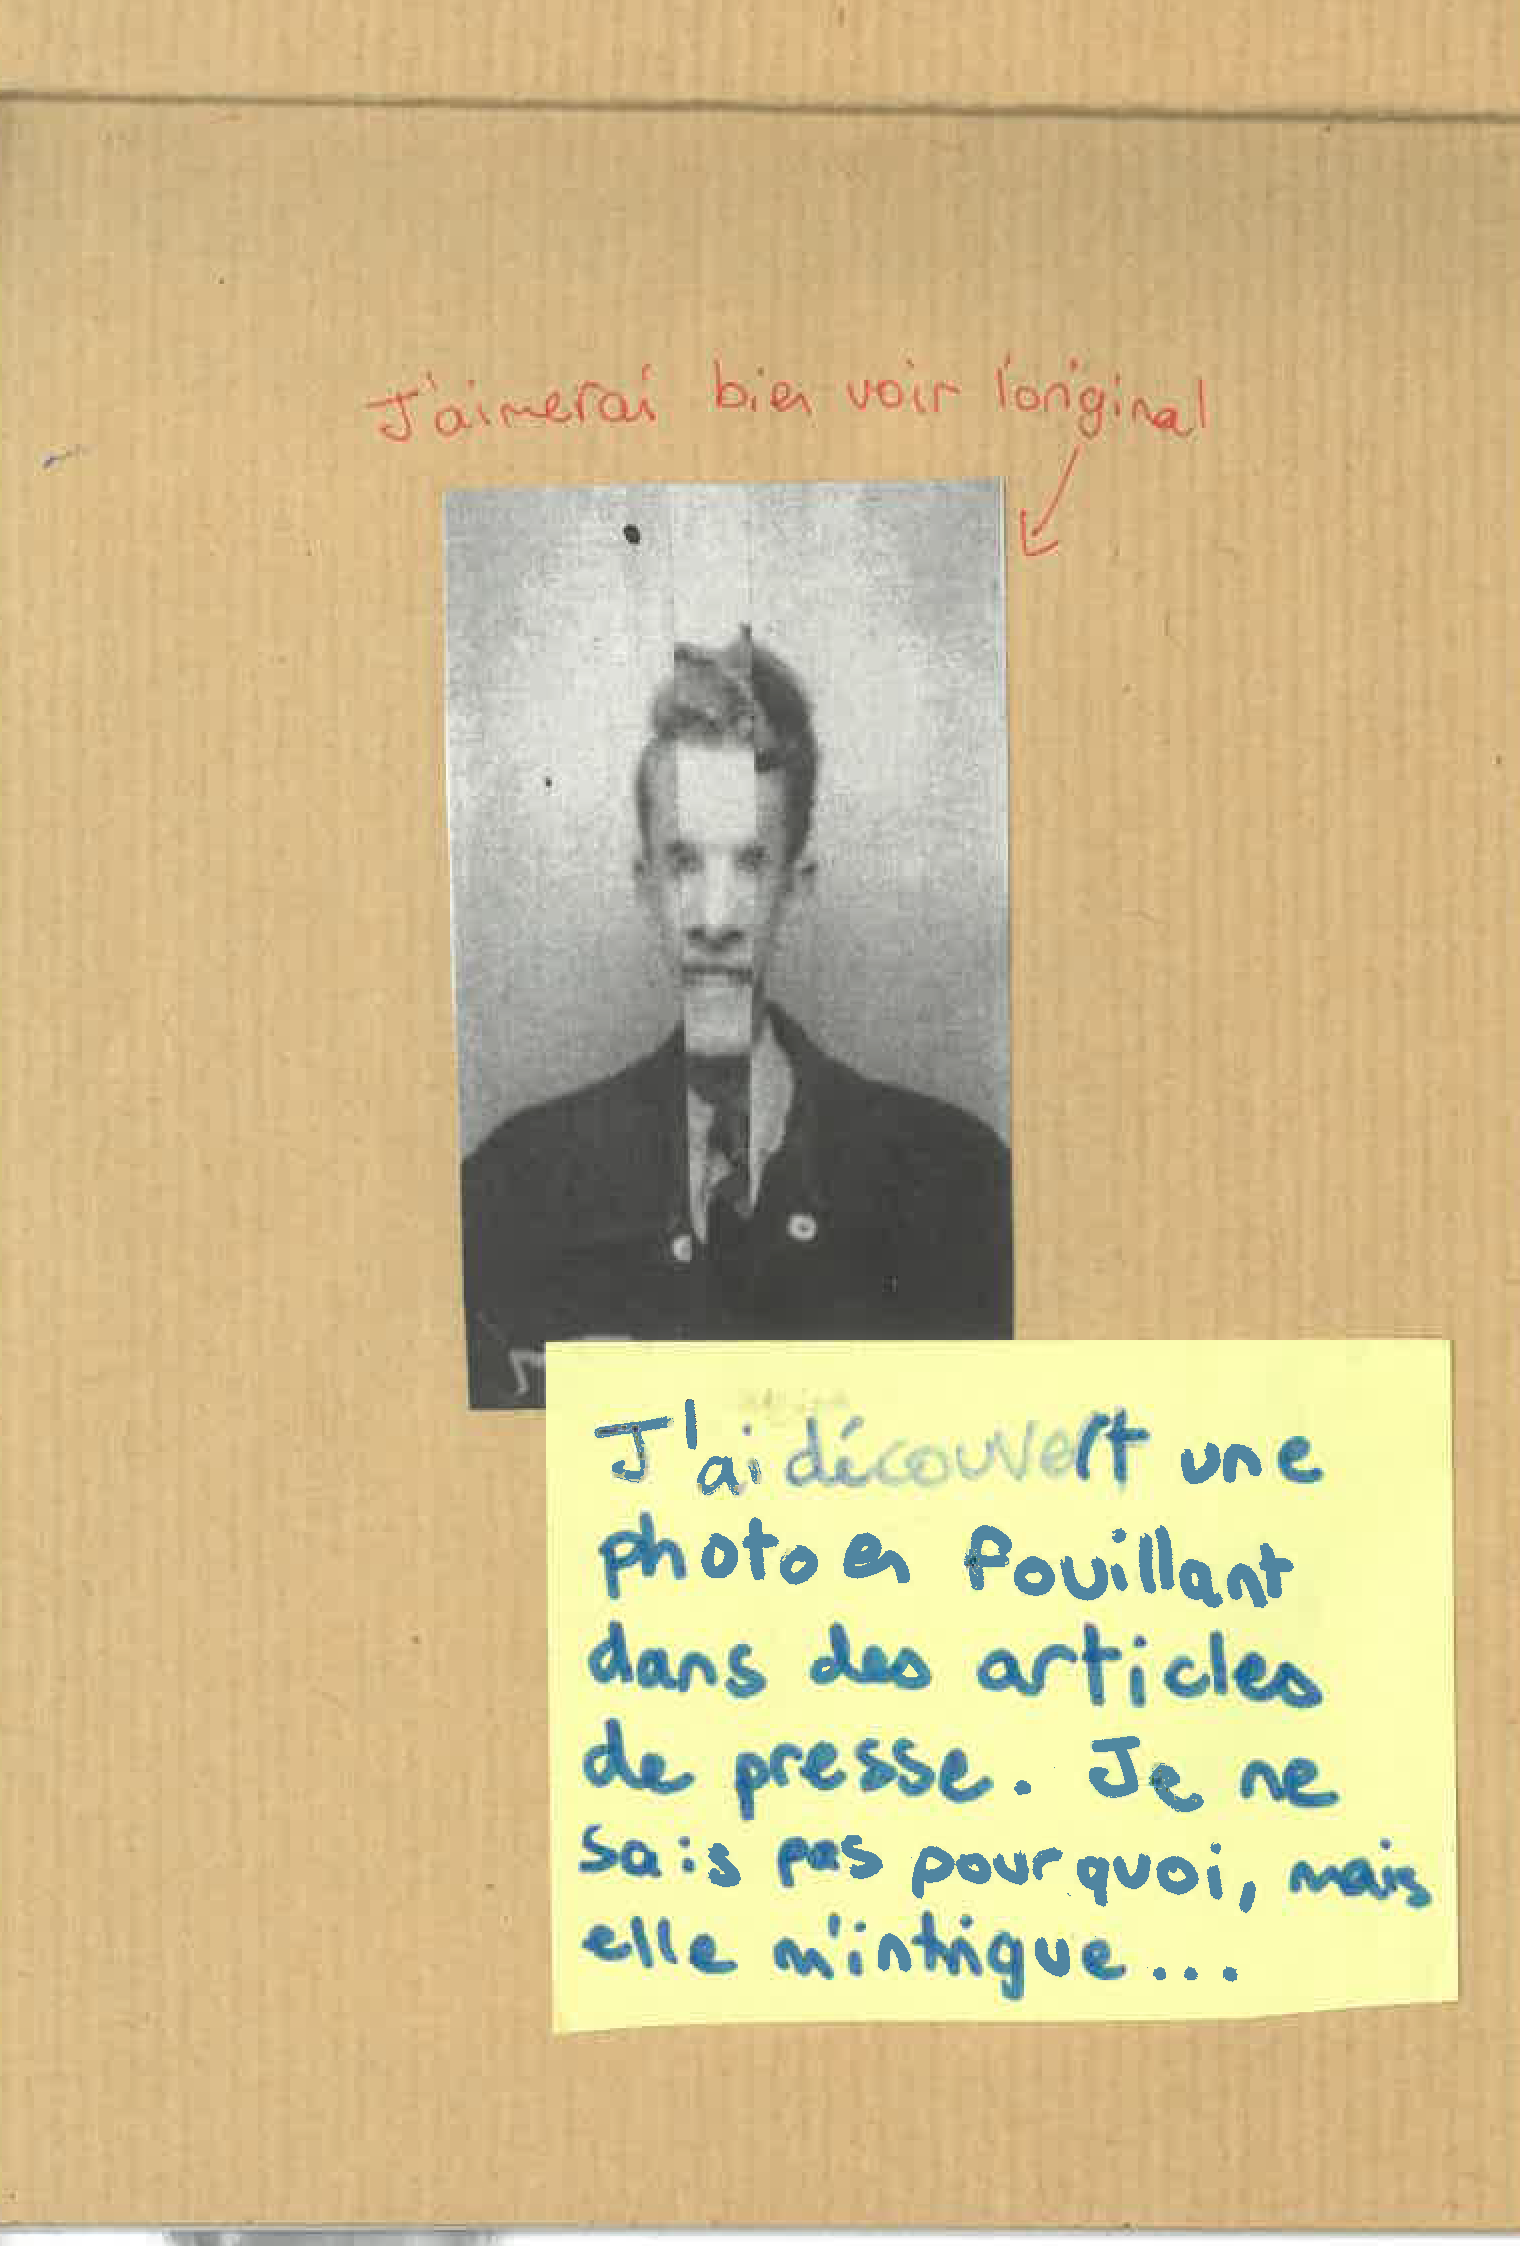 J'aimerai bien voir l'original
J'ai découvert une
photo en fouillant
dans des articles
de presse. Je ne
sais pas pourquoi, mais
elle m'intrigue...